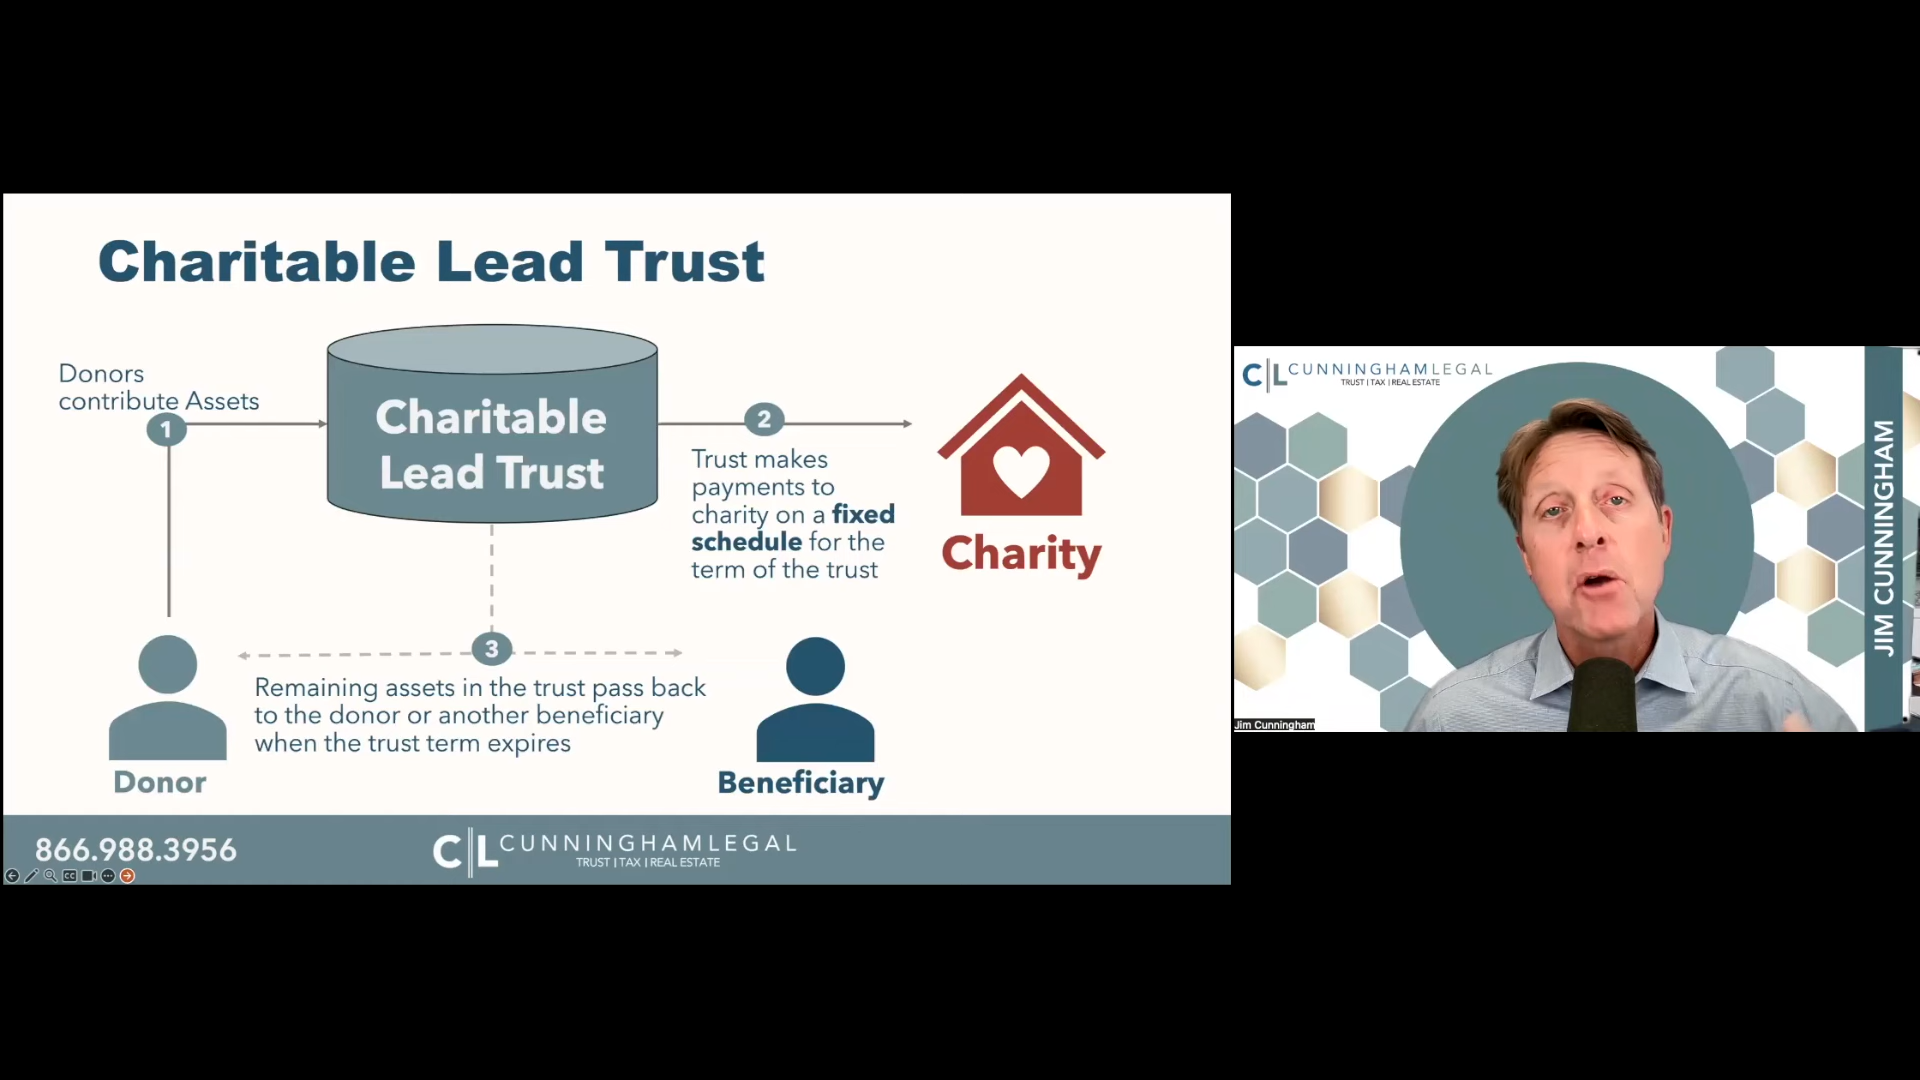 Charitable Lead Trust
Donors
contribute Assets
1
Charitable
Lead Trust
2
Trust makes
payments to
charity on a fixed
schedule for the
term of the trust
Charity
3
Remaining assets in the trust pass back
to the donor or another beneficiary
when the trust term expires
Donor
Beneficiary
866.988.3956
CL CUNNINGHAMLEGAL
TRUST | TAX | REAL ESTATE
CC
CL CUNNINGHAMLEGAL
TRUST | TAX | REAL ESTATE
JIM CUNNINGHAM
Jim Cunningham